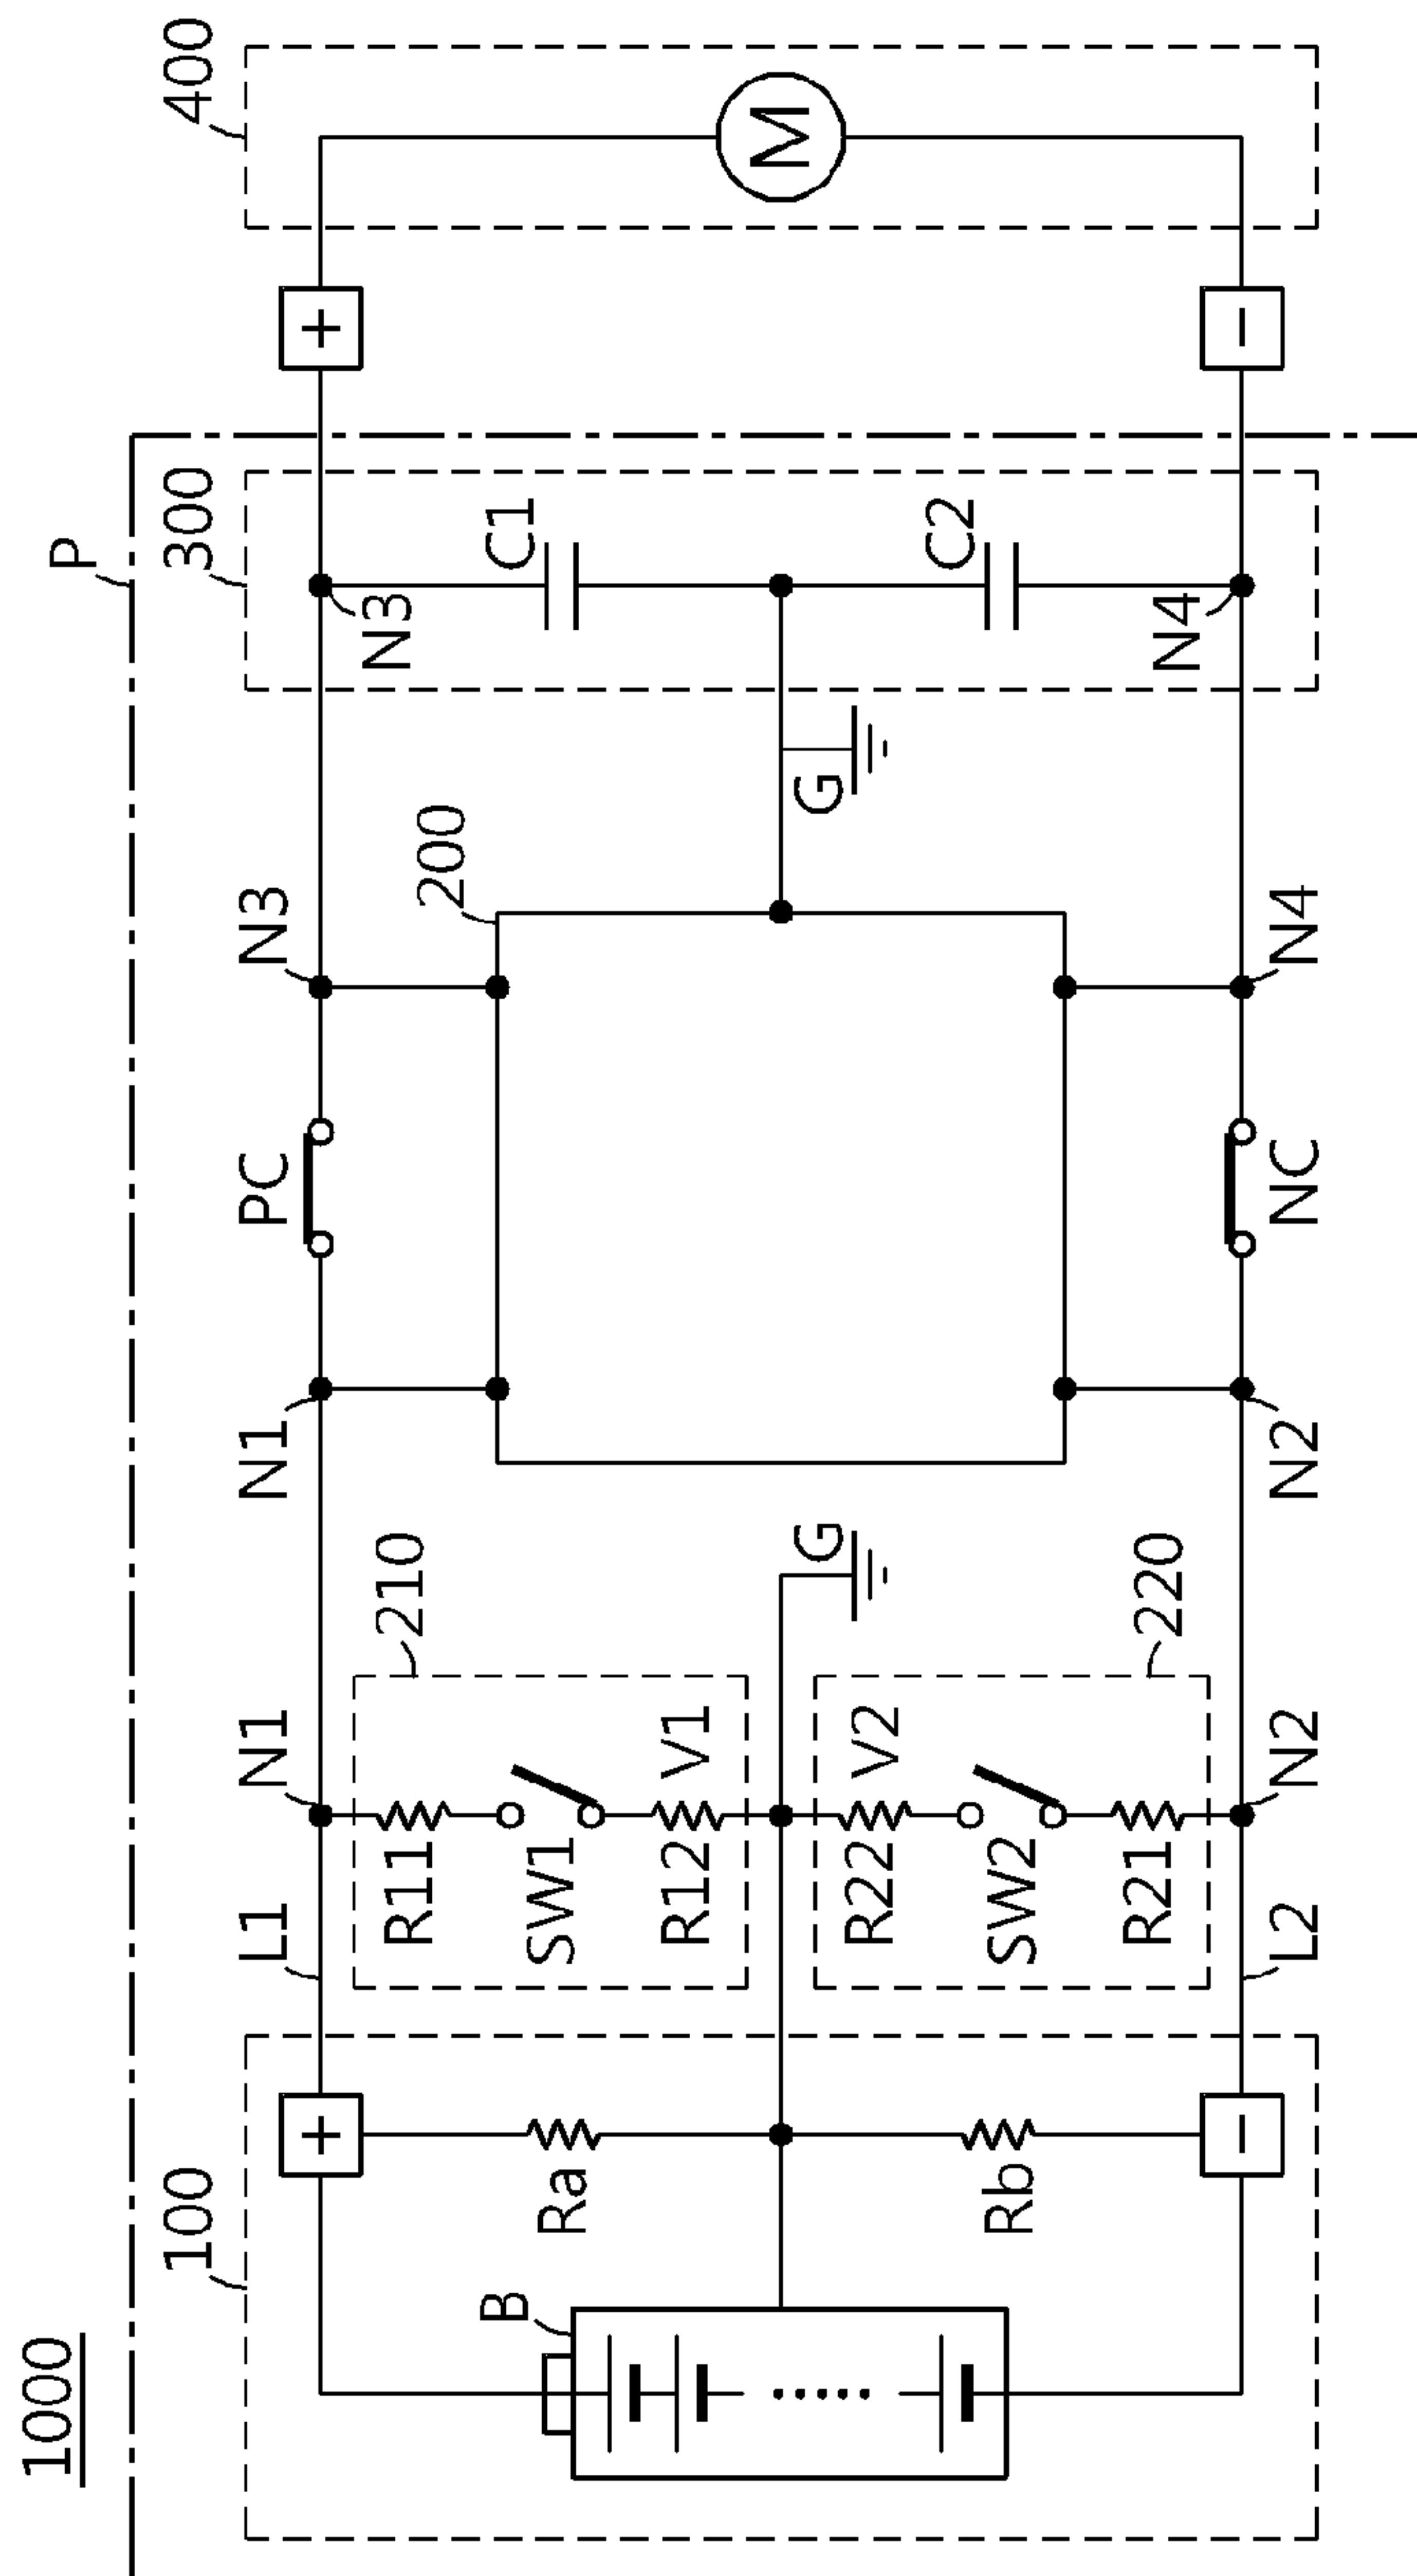 1000
P
100
300
400
L1
N1
N1
PC
N3
+
+
N3
210
200
B
Ra
R11
SW1
R12
V1
C1
G
G
M
Rb
R22
V2
SW2
R21
220
C2
N4
−
−
L2
N2
N2
NC
N4